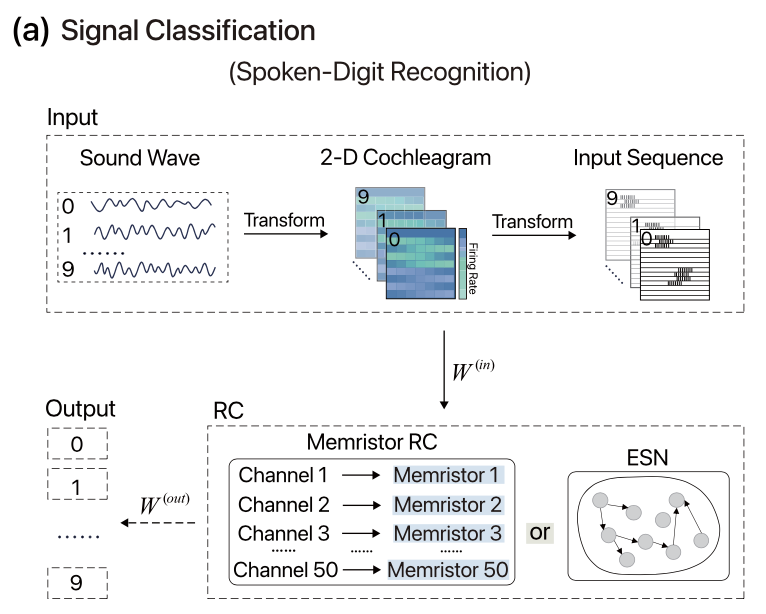 (a) Signal Classification
(Spoken-Digit Recognition)
Input
Sound Wave
2-D Cochleagram
Input Sequence
0
1
......
9
Transform
9
1
0
Firing Rate
Transform
9
1
0
W(in)
Output
0
1
......
9
W(out)
RC
Memristor RC
Channel 1 Memristor 1
Channel 2 Memristor 2
Channel 3 Memristor 3
...... ...... ......
Channel 50 Memristor 50
or
ESN